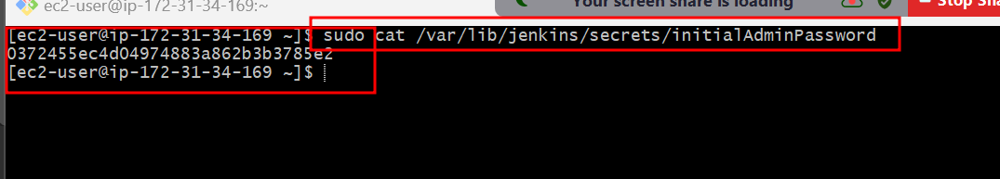 ec2-user@ip-172-31-34-169:~
Your screen share is loading
Stop Sha
[ec2-user@ip-172-31-34-169 ~]$ sudo cat /var/lib/jenkins/secrets/initialAdminPassword
0372455ec4d04974883a862b3b3785e2
[ec2-user@ip-172-31-34-169 ~]$